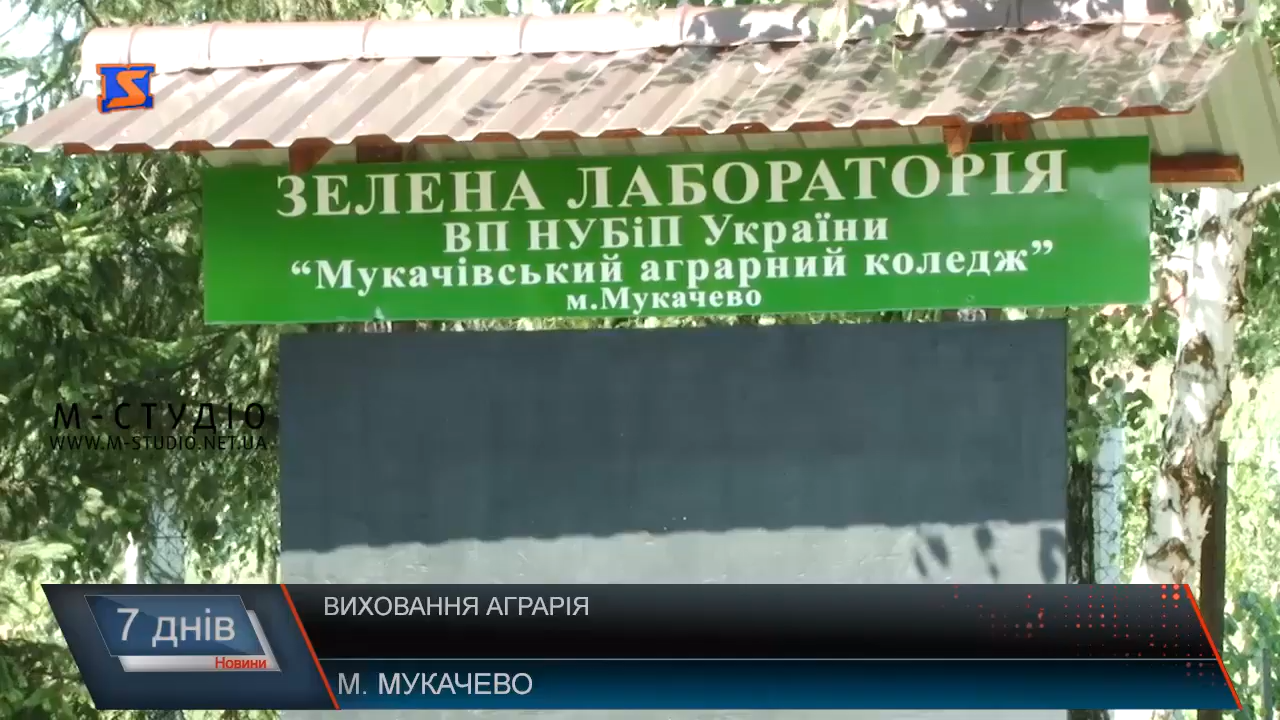 ЗЕЛЕНА ЛАБОРАТОРІЯ
ВП НУБіП України
“Мукачівський аграрний коледж”
м.Мукачево
М-СТУДІО
WWW.M-STUDIO.NET.UA
7 днів
Новини
ВИХОВАННЯ АГРАРІЯ
М. МУКАЧЕВО